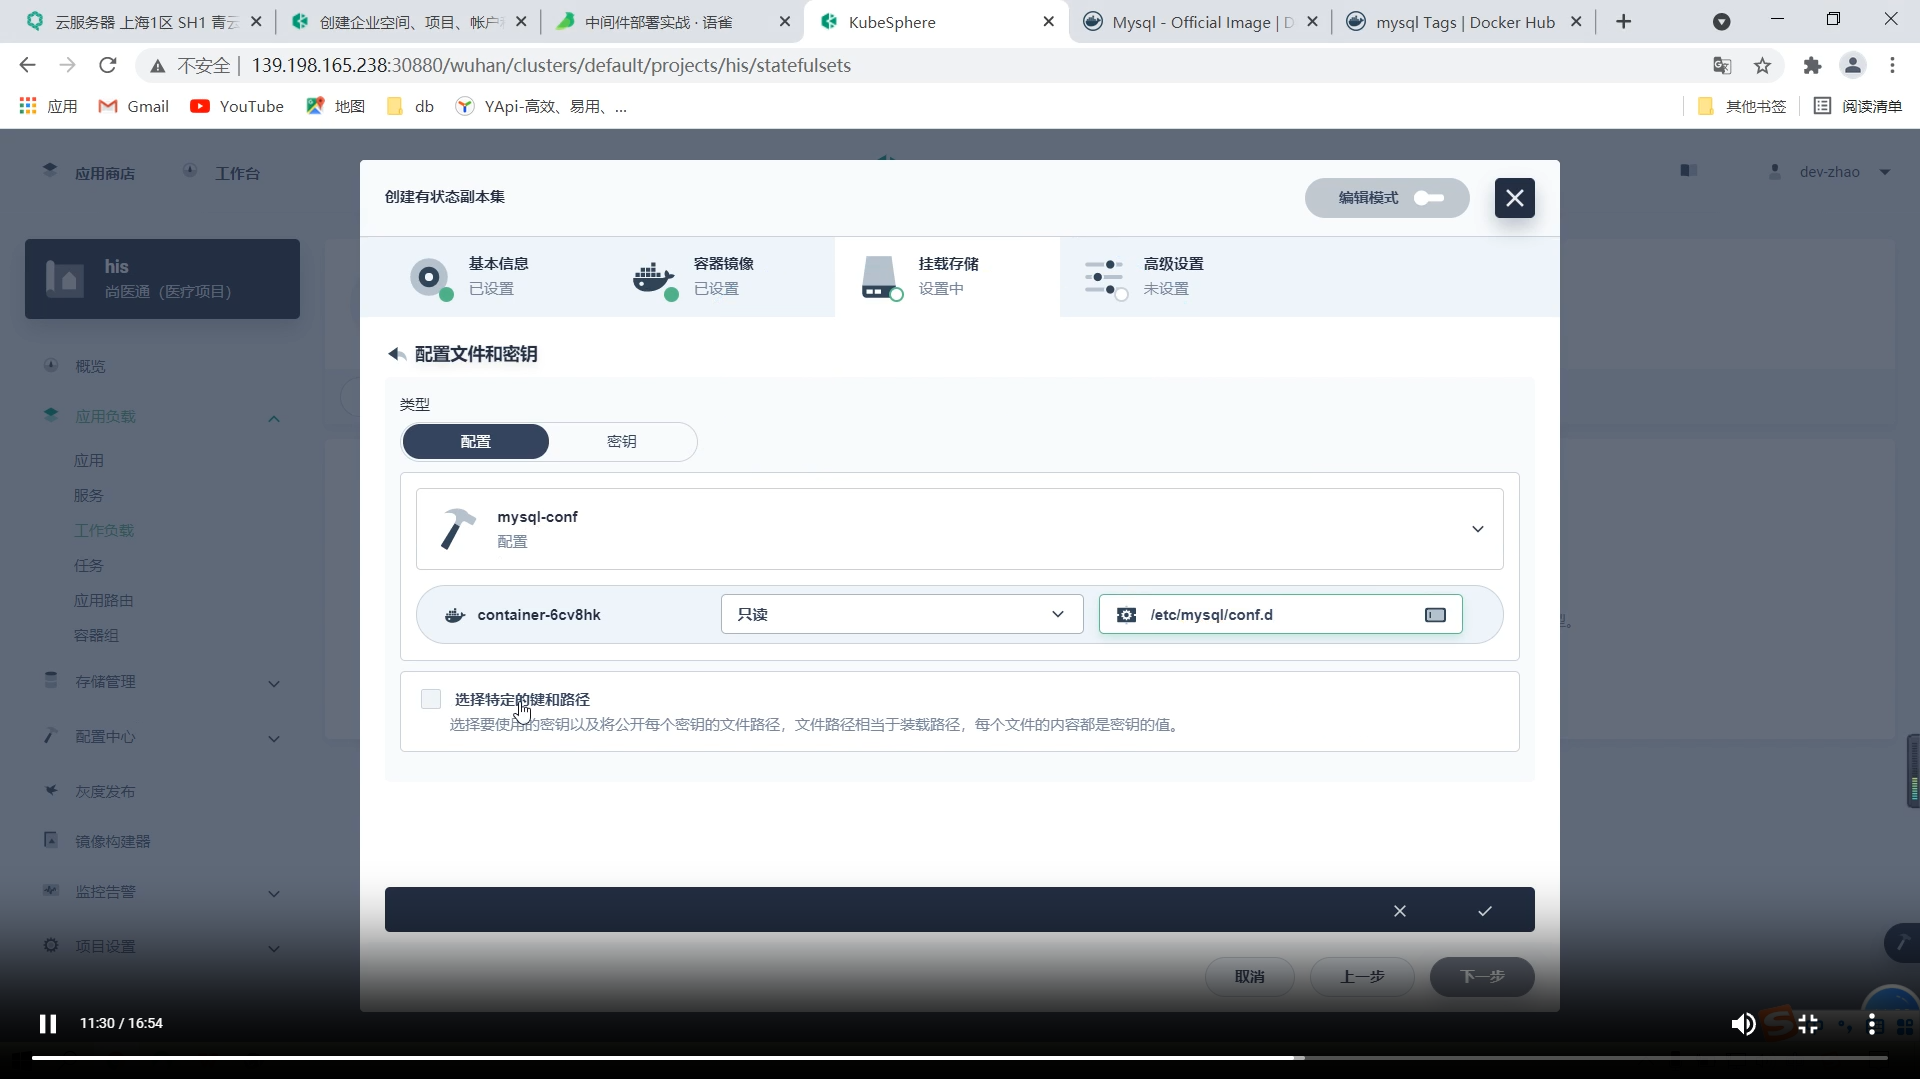 云服务器 上海1区 SH1 青云
创建企业空间、项目、帐户
中间件部署实战 · 语雀
KubeSphere
Mysql - Official Image | D
mysql Tags | Docker Hub
不安全
139.198.165.238:30880/wuhan/clusters/default/projects/his/statefulsets
应用
Gmail
YouTube
地图
db
YApi-高效、易用、...
其他书签
阅读清单
应用商店
工作台
dev-zhao
创建有状态副本集
编辑模式
his
尚医通（医疗项目）
基本信息
已设置
容器镜像
已设置
挂载存储
设置中
高级设置
未设置
概览
应用负载
应用
服务
工作负载
任务
应用路由
容器组
存储管理
配置中心
灰度发布
镜像构建器
监控告警
项目设置
配置文件和密钥
类型
配置
密钥
mysql-conf
配置
container-6cv8hk
只读
/etc/mysql/conf.d
选择特定的键和路径
选择要使用的密钥以及将公开每个密钥的文件路径，文件路径相当于装载路径，每个文件的内容都是密钥的值。
取消
上一步
下一步
11:30 / 16:54